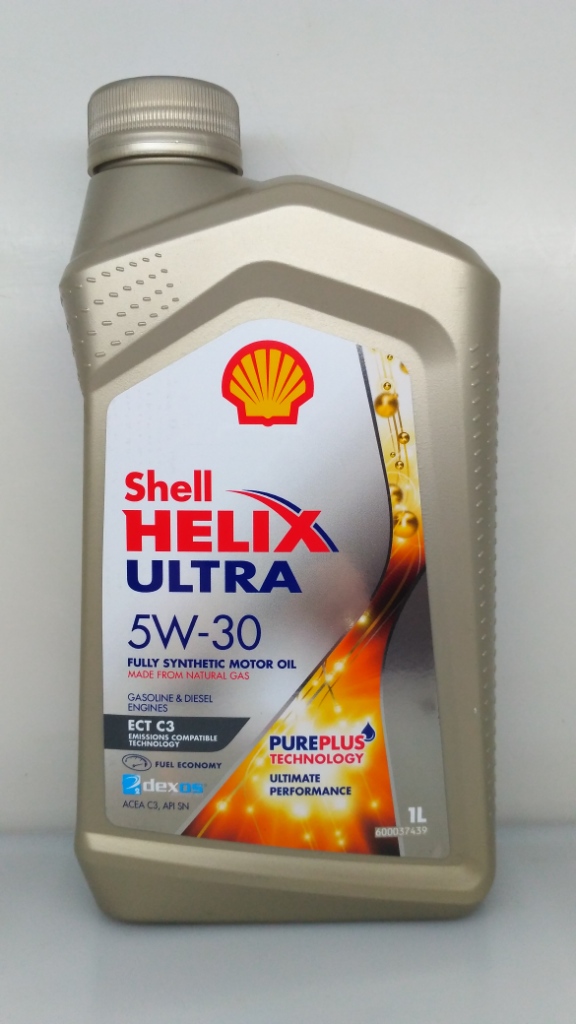 Shell
HELIX
ULTRA
5W-30
FULLY SYNTHETIC MOTOR OIL
MADE FROM NATURAL GAS
GASOLINE & DIESEL
ENGINES
ECT C3
EMISSIONS COMPATIBLE
TECHNOLOGY
FUEL ECONOMY
dexos
ACEA C3, API SN
PUREPLUS
TECHNOLOGY
ULTIMATE
PERFORMANCE
1L
600037439